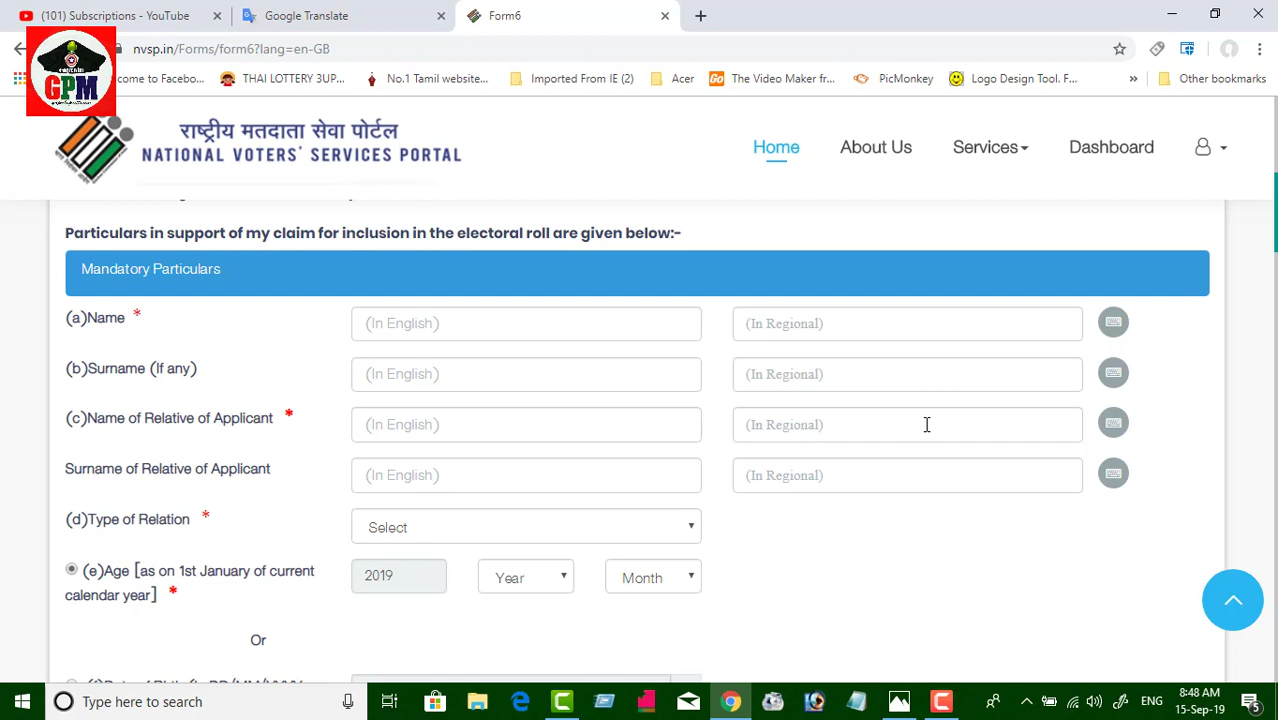 (101) Subscriptions - YouTube
Google Translate
Form6
nvsp.in/Forms/form6?lang=en-GB
GPM
come to Facebo...
THAI LOTTERY 3UP...
No.1 Tamil website...
Imported From IE (2)
Acer
The Video Maker fr...
PicMonkey
Logo Design Tool. F...
»
Other bookmarks
राष्ट्रीय मतदाता सेवा पोर्टल
NATIONAL VOTERS' SERVICES PORTAL
Home
About Us
Services
Dashboard
Particulars in support of my claim for inclusion in the electoral roll are given below:-
Mandatory Particulars
(a)Name * (In English) (In Regional)
(b)Surname (If any) (In English) (In Regional)
(c)Name of Relative of Applicant * (In English) (In Regional)
Surname of Relative of Applicant (In English) (In Regional)
(d)Type of Relation * Select
(e)Age [as on 1st January of current
calendar year] *
2019 Year Month
Or
Type here to search
ENG
8:48 AM
15-Sep-19
5